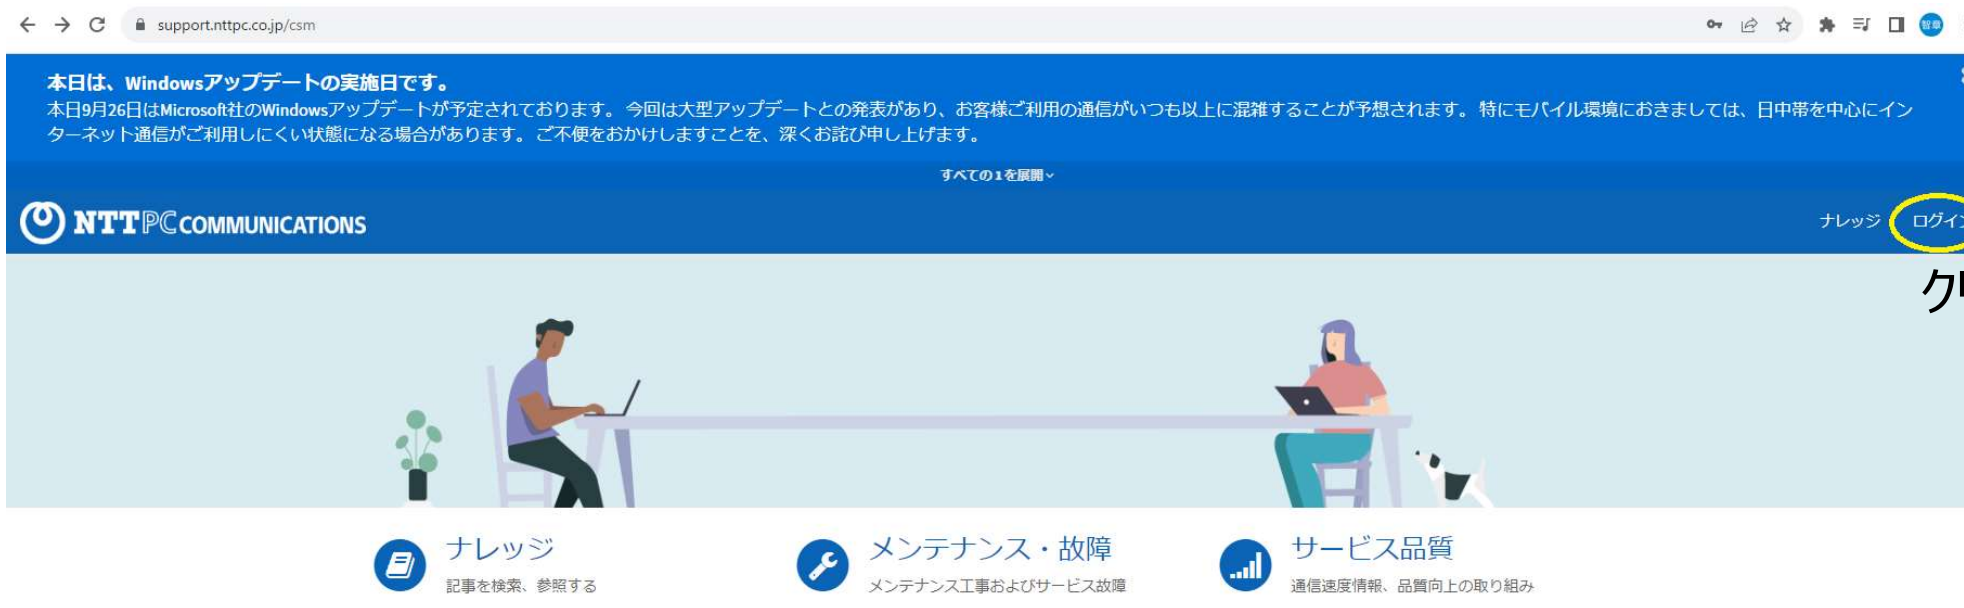 support.nttpc.co.jp/csm
智章
本日は、Windowsアップデートの実施日です。
本日9月26日はMicrosoft社のWindowsアップデートが予定されております。今回は大型アップデートとの発表があり、お客様ご利用の通信がいつも以上に混雑することが予想されます。特にモバイル環境におきましては、日中帯を中心にイン
ターネット通信がご利用しにくい状態になる場合があります。ご不便をおかけしますことを、深くお詫び申し上げます。
すべての1を展開
NTTPC COMMUNICATIONS
ナレッジ ログイン
ク
ナレッジ メンテナンス・故障 サービス品質
記事を検索、参照する メンテナンス工事およびサービス故障 通信速度情報、品質向上の取り組み